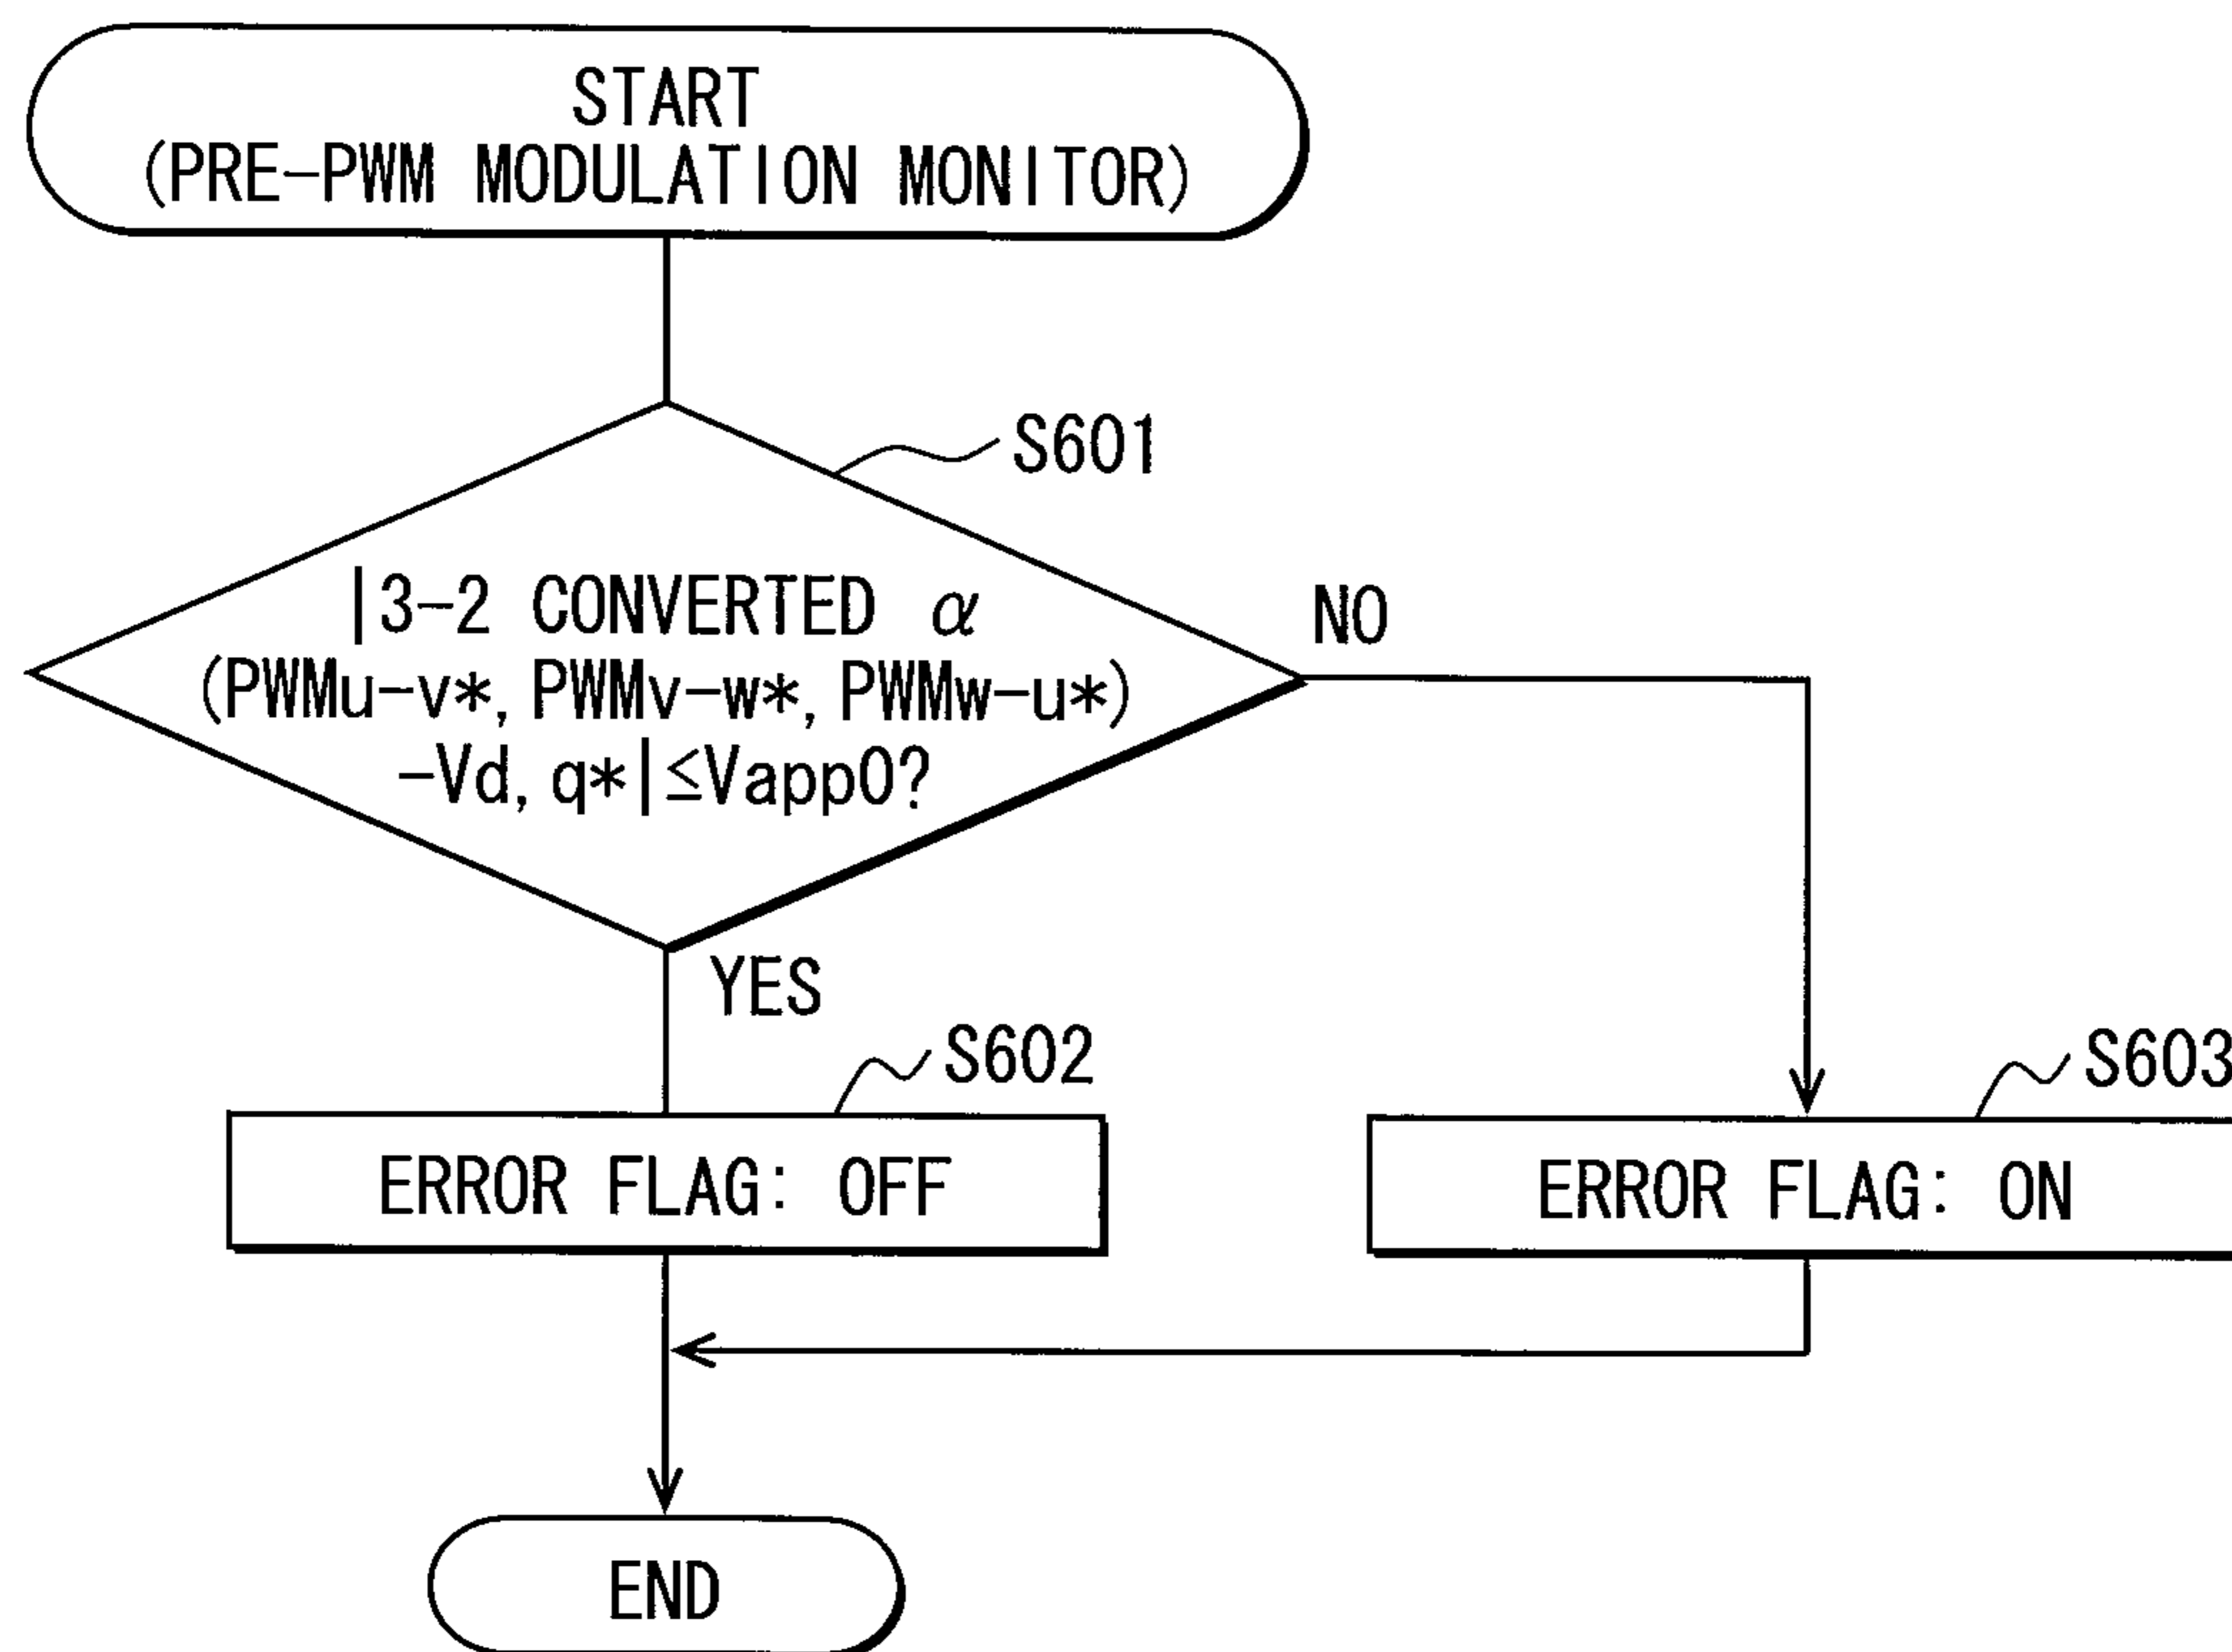 START
(PRE-PWM MODULATION MONITOR)
S601
|3-2 CONVERTED α
(PWMu-v*, PWMv-w*, PWMw-u*)
-Vd, q*|≤Vapp0?
NO
YES
S602
S603
ERROR FLAG: OFF
ERROR FLAG: ON
END